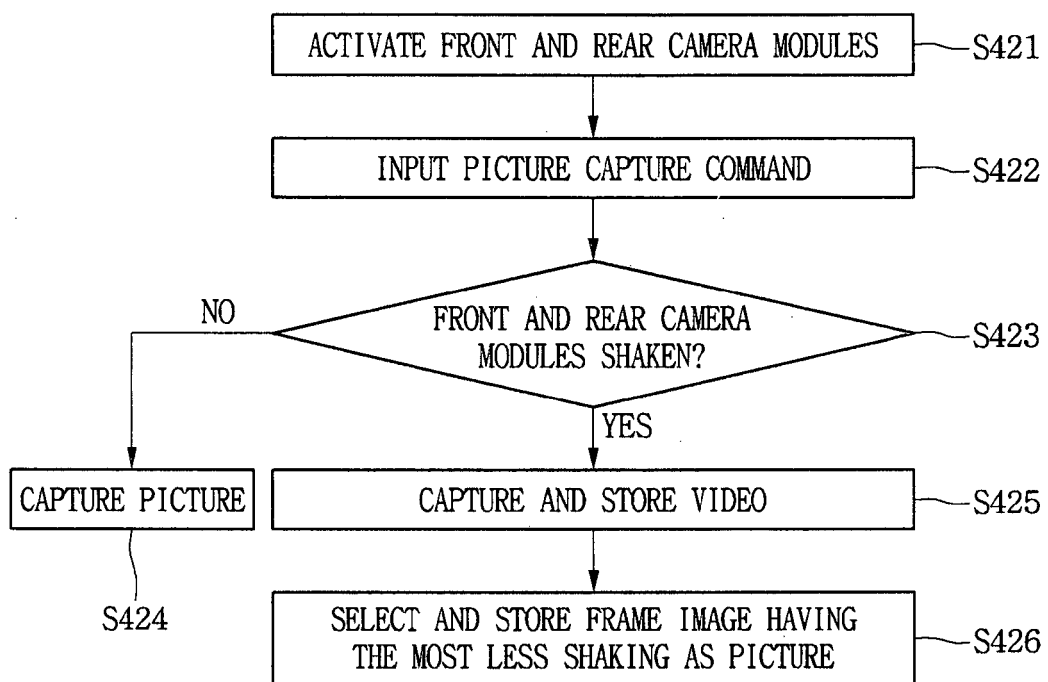 ACTIVATE FRONT AND REAR CAMERA MODULES
S421
INPUT PICTURE CAPTURE COMMAND
S422
FRONT AND REAR CAMERA
MODULES SHAKEN?
S423
NO
YES
CAPTURE PICTURE
S424
CAPTURE AND STORE VIDEO
S425
SELECT AND STORE FRAME IMAGE HAVING
THE MOST LESS SHAKING AS PICTURE
S426